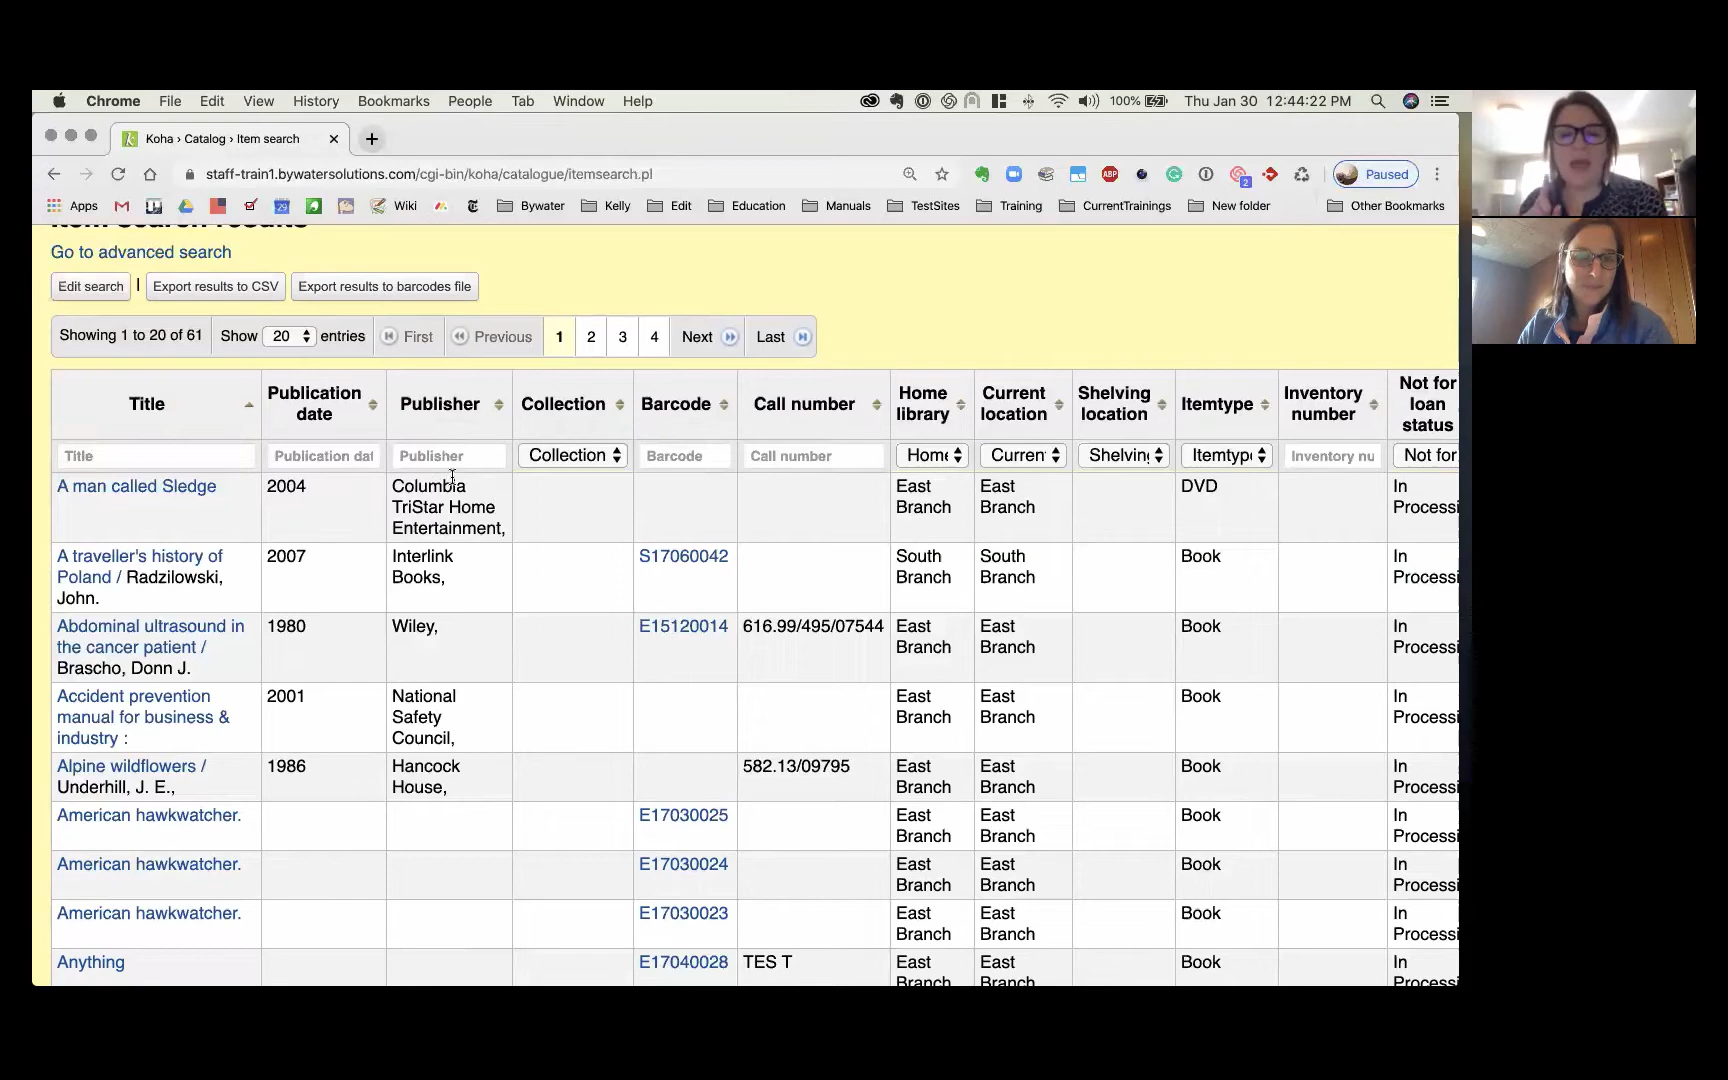 Chrome File Edit View History Bookmarks People Tab Window Help 100% Thu Jan 30 12:44:22 PM
Koha › Catalog › Item search
staff-train1.bywatersolutions.com/cgi-bin/koha/catalogue/itemsearch.pl ABP 2 Paused
Apps 29 Wiki Bywater Kelly Edit Education Manuals TestSites Training CurrentTrainings New folder Other Bookmarks
Item search results
Go to advanced search
Edit search | Export results to CSV Export results to barcodes file
Showing 1 to 20 of 61 Show 20 entries First Previous 1 2 3 4 Next Last
Title Publication date Publisher Collection Barcode Call number Home library Current location Shelving location Itemtype Inventory number Not for loan status
Title Publication dat Publisher Collection Barcode Call number Home Curren Shelvin Itemtyp Inventory nu Not for
A man called Sledge 2004 Columbia East East DVD In
TriStar Home Branch Branch Processi
Entertainment,
A traveller's history of 2007 Interlink S17060042 South South Book In
Poland / Radzilowski, Books, Branch Branch Processi
John.
Abdominal ultrasound in 1980 Wiley, E15120014 616.99/495/07544 East East Book In
the cancer patient / Branch Branch Processi
Brascho, Donn J.
Accident prevention 2001 National East East Book In
manual for business & Safety Branch Branch Processi
industry : Council,
Alpine wildflowers / 1986 Hancock 582.13/09795 East East Book In
Underhill, J. E., House, Branch Branch Processi
American hawkwatcher. E17030025 East East Book In
Branch Branch Processi
American hawkwatcher. E17030024 East East Book In
Branch Branch Processi
American hawkwatcher. E17030023 East East Book In
Branch Branch Processi
Anything E17040028 TES T East East Book In
Branch Branch Processi